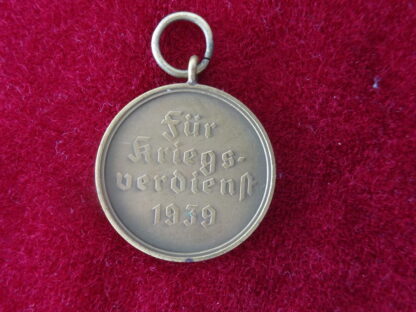 Für
Kriegs-
verdienst
1939